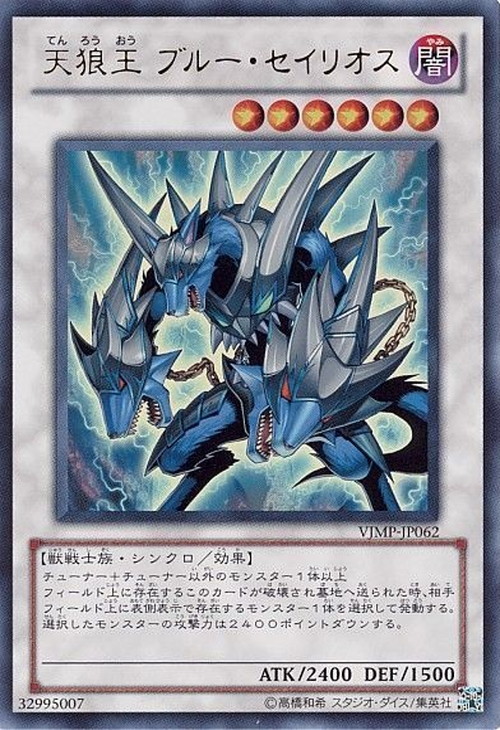 てん ろう おう
天狼王 ブルー・セイリオス
やみ
闇
VJMP-JP062
【獣戦士族・シンクロ／効果】
チューナー＋チューナー以外のモンスター１体以上
フィールド上に存在するこのカードが破壊され墓地へ送られた時、相手
フィールド上に表側表示で存在するモンスター１体を選択して発動する。
選択したモンスターの攻撃力は２４００ポイントダウンする。
ATK/2400 DEF/1500
32995007
©高橋和希 スタジオ・ダイス/集英社